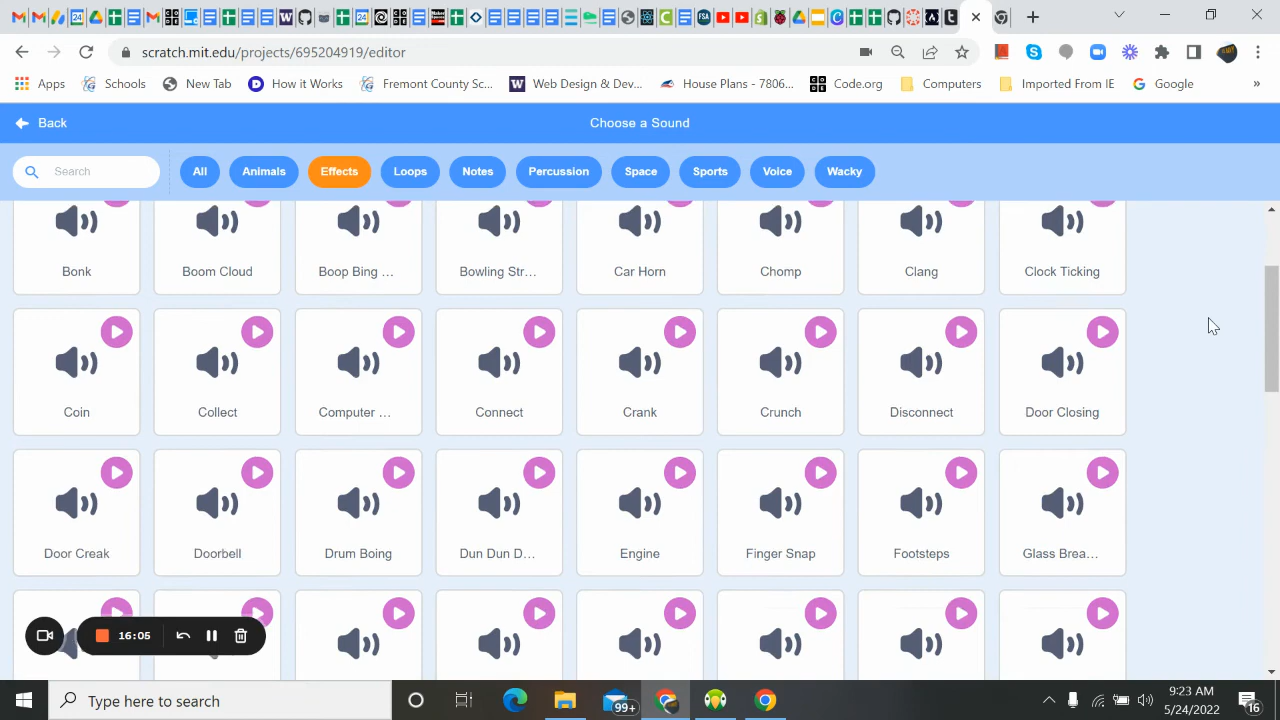 scratch.mit.edu/projects/695204919/editor
Apps Schools New Tab How it Works Fremont County Sc... Web Design & Dev... House Plans - 7806... Code.org Computers Imported From IE Google »
Back Choose a Sound
Search All Animals Effects Loops Notes Percussion Space Sports Voice Wacky
Bonk Boom Cloud Boop Bing ... Bowling Str... Car Horn Chomp Clang Clock Ticking
Coin Collect Computer ... Connect Crank Crunch Disconnect Door Closing
Door Creak Doorbell Drum Boing Dun Dun D... Engine Finger Snap Footsteps Glass Brea...
16:05
Type here to search 99+ 9:23 AM
5/24/2022 16